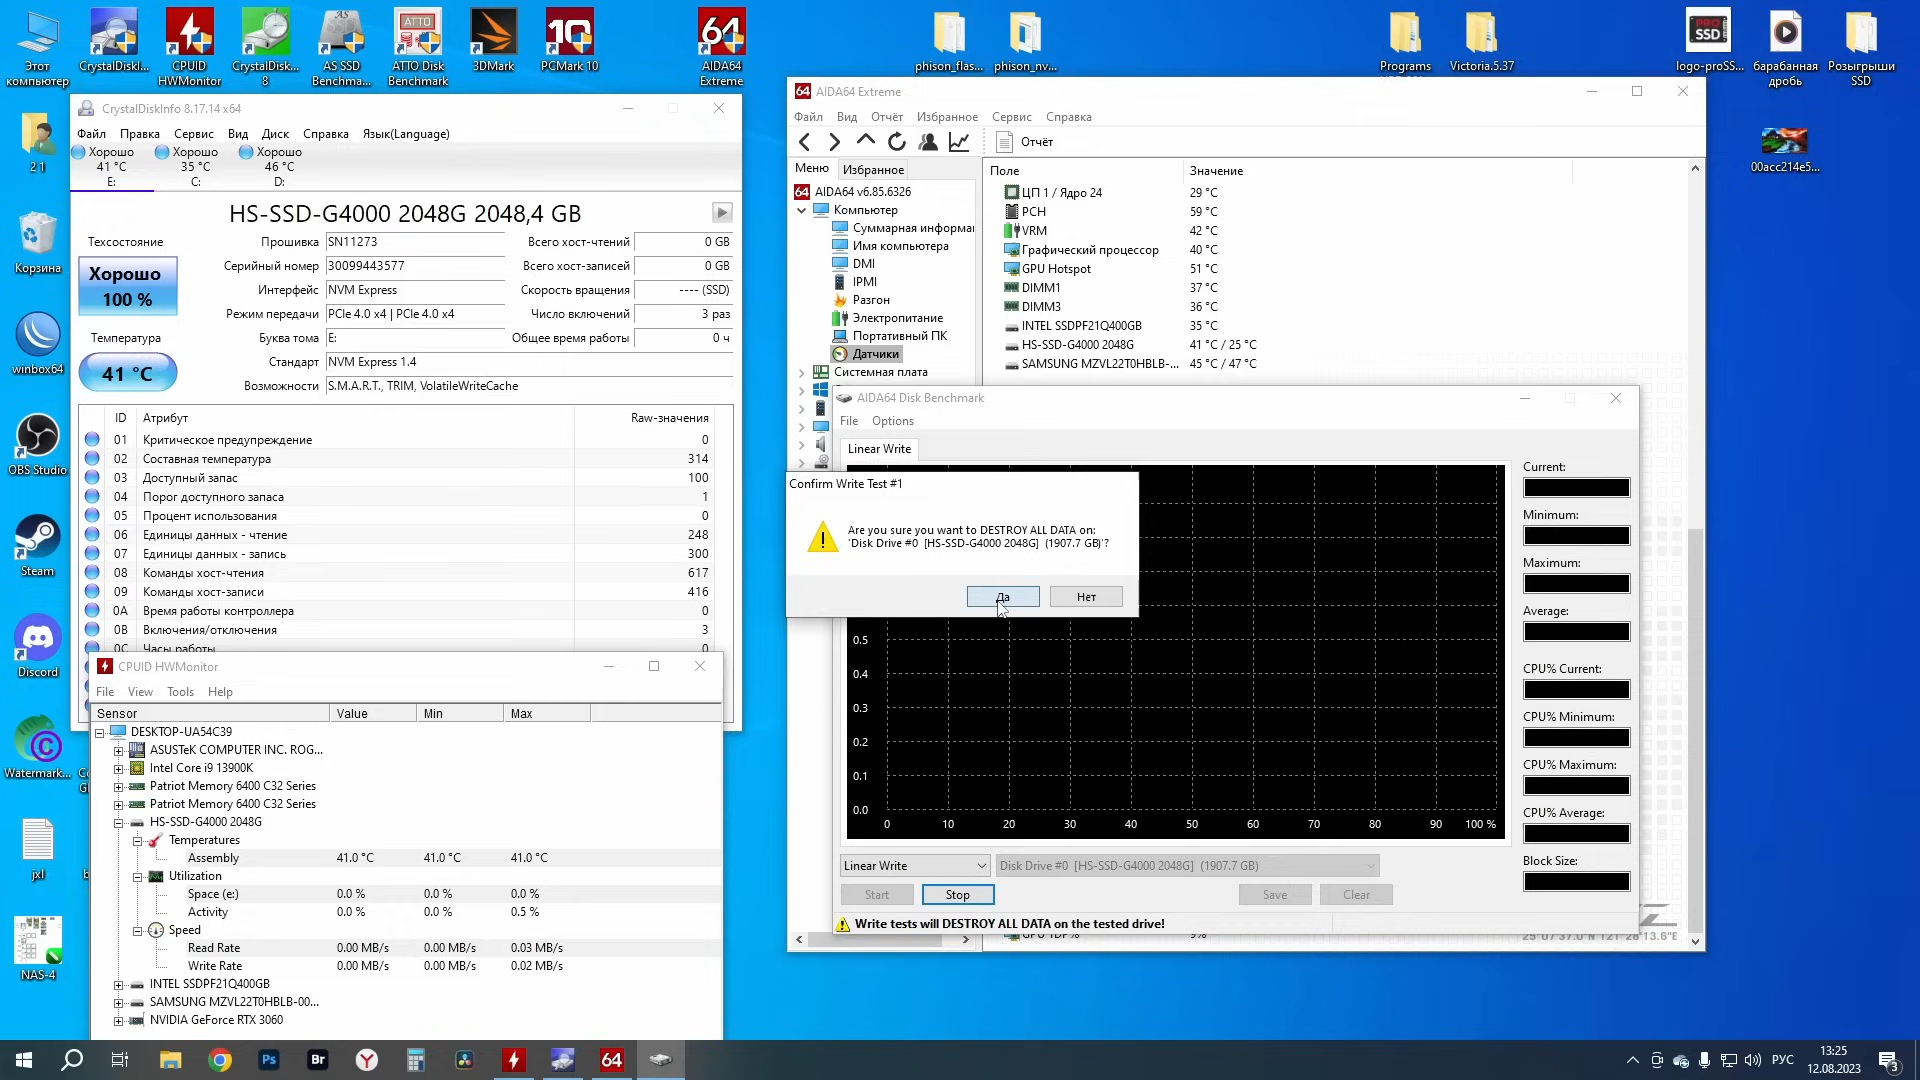 Этот компьютер
CrystalDiskI...
CPUID HWMonitor
CrystalDisk... 8
AS SSD Benchma...
ATTO Disk Benchmark
3DMark
PCMark 10
AIDA64 Extreme
phison_flas...
phison_nv...
Programs
Victoria.5.37
logo-proSS...
барабанная дробь
Розыгрыши SSD
00acc214e5...
2 1
Корзина
winbox64
OBS Studio
Steam
Discord
Watermark...
jxl
NAS-4
CrystalDiskInfo 8.17.14 x64
Файл Правка Сервис Вид Диск Справка Язык(Language)
Хорошо Хорошо Хорошо
41 °C 35 °C 46 °C
E: C: D:
HS-SSD-G4000 2048G 2048,4 GB
Техсостояние
Хорошо
100 %
Температура
41 °C
Прошивка SN11273
Серийный номер 30099443577
Интерфейс NVM Express
Режим передачи PCIe 4.0 x4 | PCIe 4.0 x4
Буква тома E:
Стандарт NVM Express 1.4
Возможности S.M.A.R.T., TRIM, VolatileWriteCache
Всего хост-чтений 0 GB
Всего хост-записей 0 GB
Скорость вращения ---- (SSD)
Число включений 3 раз
Общее время работы 0 ч
ID Атрибут Raw-значения
01 Критическое предупреждение 0
02 Составная температура 314
03 Доступный запас 100
04 Порог доступного запаса 1
05 Процент использования 0
06 Единицы данных - чтение 248
07 Единицы данных - запись 300
08 Команды хост-чтения 617
09 Команды хост-записи 416
0A Время работы контроллера 0
0B Включения/отключения 3
0C Часы работы 0
CPUID HWMonitor
File View Tools Help
Sensor Value Min Max
DESKTOP-UA54C39
ASUSTeK COMPUTER INC. ROG...
Intel Core i9 13900K
Patriot Memory 6400 C32 Series
Patriot Memory 6400 C32 Series
HS-SSD-G4000 2048G
Temperatures
Assembly 41.0 °C 41.0 °C 41.0 °C
Utilization
Space (e:) 0.0 % 0.0 % 0.0 %
Activity 0.0 % 0.0 % 0.5 %
Speed
Read Rate 0.00 MB/s 0.00 MB/s 0.03 MB/s
Write Rate 0.00 MB/s 0.00 MB/s 0.02 MB/s
INTEL SSDPF21Q400GB
SAMSUNG MZVL22T0HBLB-00...
NVIDIA GeForce RTX 3060
64 AIDA64 Extreme
Файл Вид Отчёт Избранное Сервис Справка
Отчёт
Меню Избранное
AIDA64 v6.85.6326
Компьютер
Суммарная информа
Имя компьютера
DMI
IPMI
Разгон
Электропитание
Портативный ПК
Датчики
Системная плата
Поле Значение
ЦП 1 / Ядро 24 29 °C
PCH 59 °C
VRM 42 °C
Графический процессор 40 °C
GPU Hotspot 51 °C
DIMM1 37 °C
DIMM3 36 °C
INTEL SSDPF21Q400GB 35 °C
HS-SSD-G4000 2048G 41 °C / 25 °C
SAMSUNG MZVL22T0HBLB-... 45 °C / 47 °C
AIDA64 Disk Benchmark
File Options
Linear Write
Confirm Write Test #1
Are you sure you want to DESTROY ALL DATA on:
'Disk Drive #0 [HS-SSD-G4000 2048G] (1907.7 GB)'?
Да Нет
0.5
0.4
0.3
0.2
0.1
0.0
0 10 20 30 40 50 60 70 80 90 100 %
Current:
Minimum:
Maximum:
Average:
CPU% Current:
CPU% Minimum:
CPU% Maximum:
CPU% Average:
Block Size:
Linear Write Disk Drive #0 [HS-SSD-G4000 2048G] (1907.7 GB)
Start Stop Save Clear
Write tests will DESTROY ALL DATA on the tested drive!
25°07'37.0"N 121°28'13.6"E
РУС
13:25
12.08.2023
3